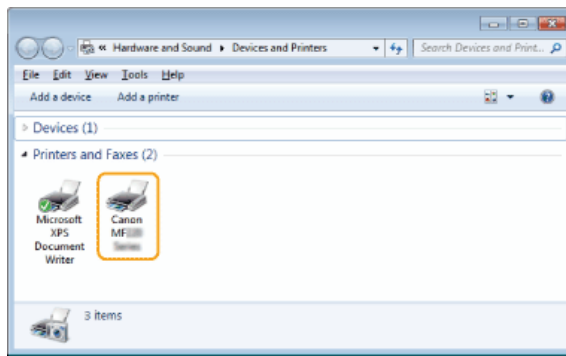 « Hardware and Sound ▸ Devices and Printers
Search Devices and Print...
File Edit View Tools Help
Add a device Add a printer
Devices (1)
Printers and Faxes (2)
Microsoft
XPS
Document
Writer
Canon
MF
3 items